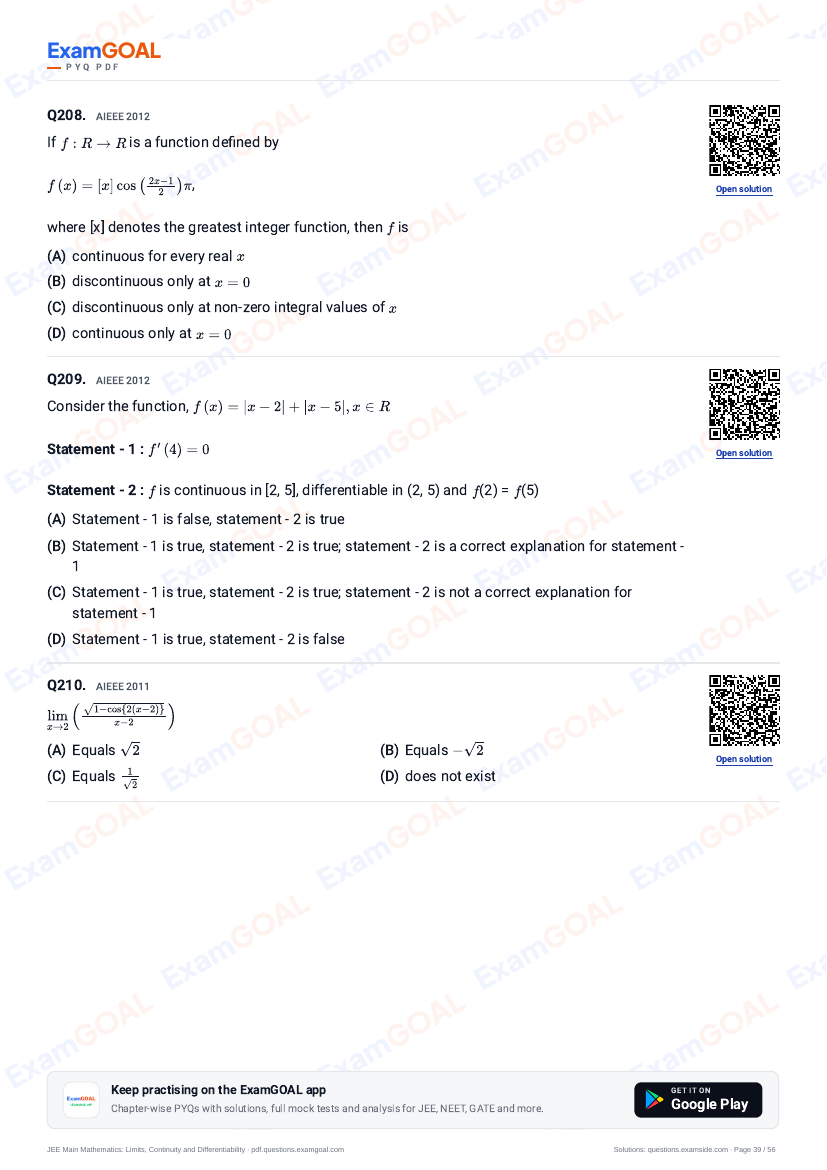 ExamGOAL
PYQ PDF
Q208. AIEEE 2012
If f : R → R is a function defined by
f (x) = [x] cos (\frac{2x−1}{2})π,
where [x] denotes the greatest integer function, then f is
(A) continuous for every real x
(B) discontinuous only at x = 0
(C) discontinuous only at non-zero integral values of x
(D) continuous only at x = 0
Open solution
Q209. AIEEE 2012
Consider the function, f (x) = |x − 2| + |x − 5|, x ∈ R
Statement - 1 : f′ (4) = 0
Statement - 2 : f is continuous in [2, 5], differentiable in (2, 5) and f(2) = f(5)
(A) Statement - 1 is false, statement - 2 is true
(B) Statement - 1 is true, statement - 2 is true; statement - 2 is a correct explanation for statement -
1
(C) Statement - 1 is true, statement - 2 is true; statement - 2 is not a correct explanation for
statement - 1
(D) Statement - 1 is true, statement - 2 is false
Open solution
Q210. AIEEE 2011
\lim_{x→2} (\frac{\sqrt{1−cos{2(x−2)}}}{x−2})
(A) Equals √2
(B) Equals −√2
(C) Equals \frac{1}{√2}
(D) does not exist
Open solution
Keep practising on the ExamGOAL app
Chapter-wise PYQs with solutions, full mock tests and analysis for JEE, NEET, GATE and more.
GET IT ON
Google Play
JEE Main Mathematics: Limits, Continuity and Differentiability · pdf.questions.examgoal.com
Solutions: questions.examside.com · Page 39 / 56